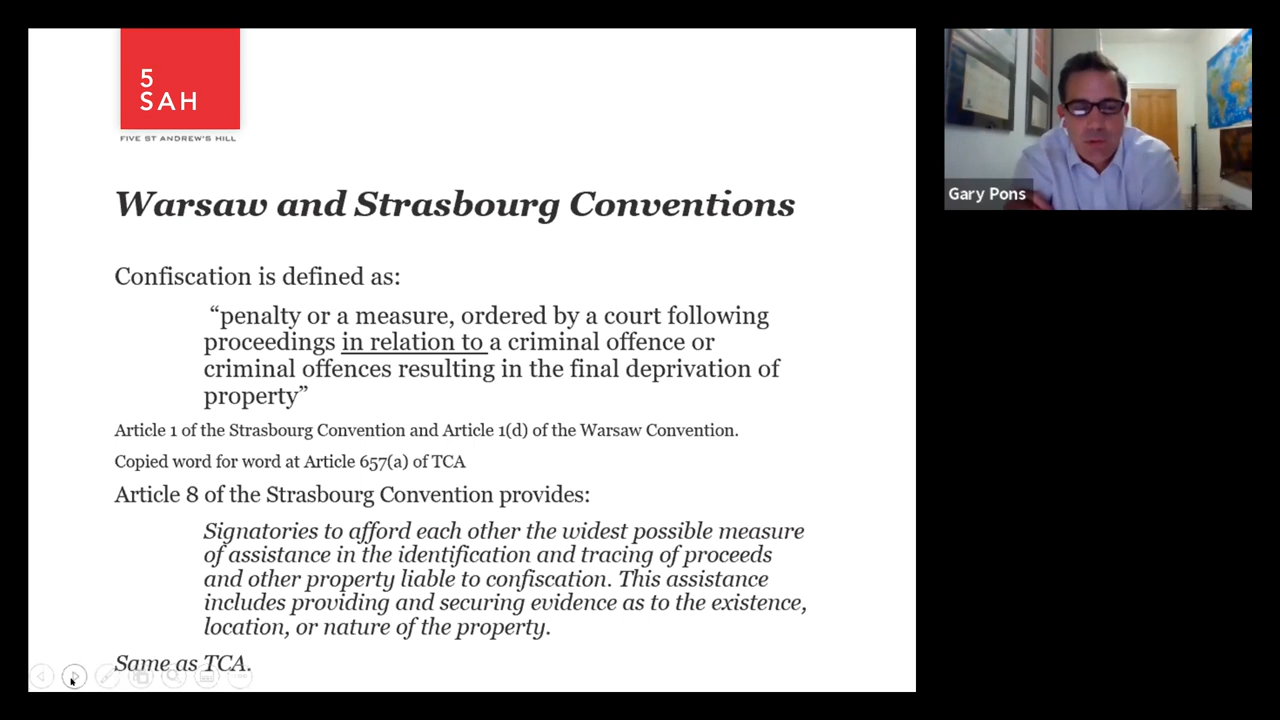 5
SAH
FIVE ST ANDREW'S HILL
Warsaw and Strasbourg Conventions
Confiscation is defined as:
“penalty or a measure, ordered by a court following
proceedings in relation to a criminal offence or
criminal offences resulting in the final deprivation of
property”
Article 1 of the Strasbourg Convention and Article 1(d) of the Warsaw Convention.
Copied word for word at Article 657(a) of TCA
Article 8 of the Strasbourg Convention provides:
Signatories to afford each other the widest possible measure
of assistance in the identification and tracing of proceeds
and other property liable to confiscation. This assistance
includes providing and securing evidence as to the existence,
location, or nature of the property.
Same as TCA.
Gary Pons